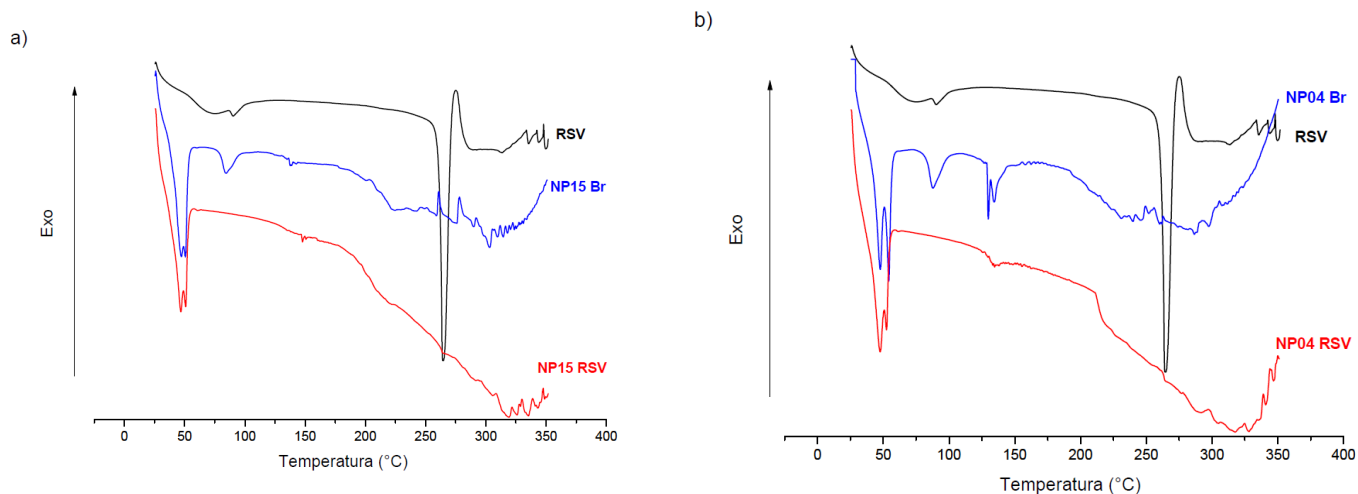 a)
Exo
RSV
NP15 Br
NP15 RSV
0 50 100 150 200 250 300 350 400
Temperatura (°C)
b)
Exo
NP04 Br
RSV
NP04 RSV
0 50 100 150 200 250 300 350 400
Temperatura (°C)